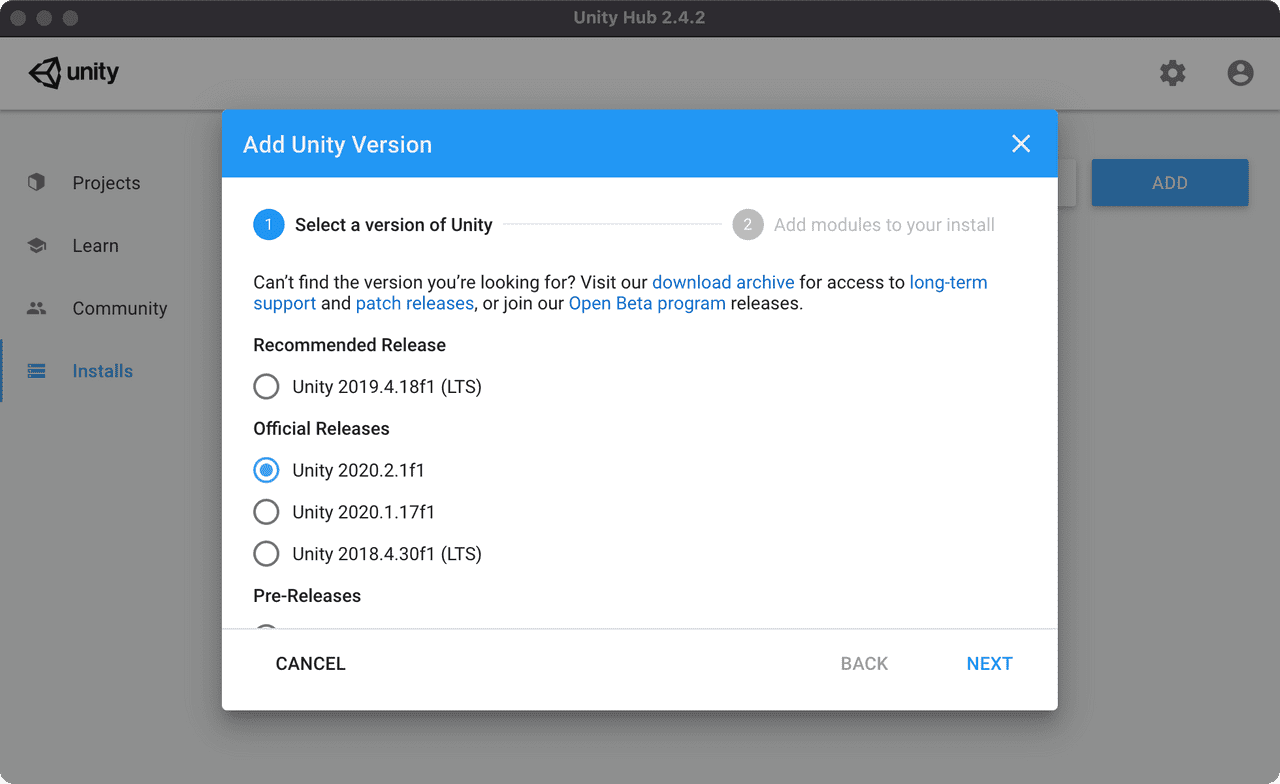 Unity Hub 2.4.2
unity
Add Unity Version
Projects
ADD
1 Select a version of Unity
2 Add modules to your install
Learn
Can’t find the version you’re looking for? Visit our download archive for access to long-term
support and patch releases, or join our Open Beta program releases.
Community
Recommended Release
Installs
Unity 2019.4.18f1 (LTS)
Official Releases
Unity 2020.2.1f1
Unity 2020.1.17f1
Unity 2018.4.30f1 (LTS)
Pre-Releases
CANCEL
BACK
NEXT